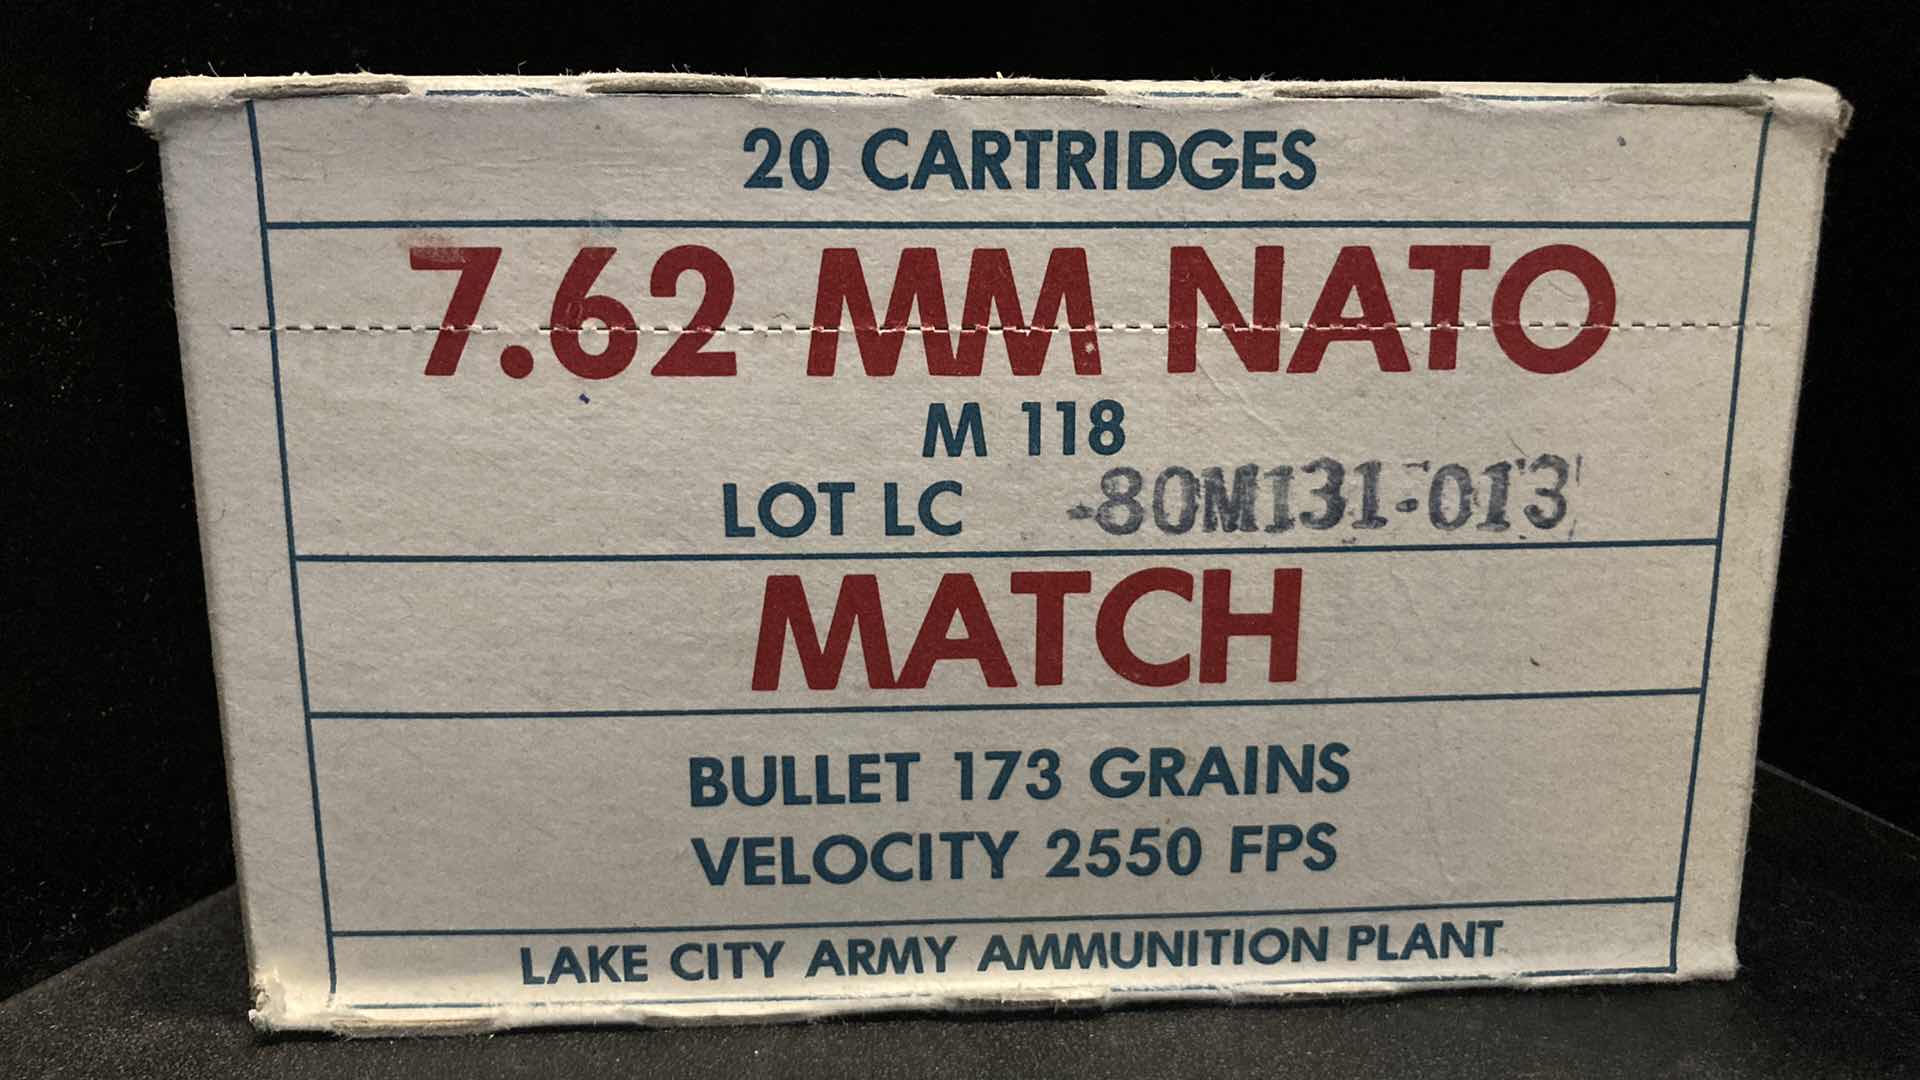 20 CARTRIDGES
7.62 MM NATO
M 118
LOT LC -80M131-013
MATCH
BULLET 173 GRAINS
VELOCITY 2550 FPS
LAKE CITY ARMY AMMUNITION PLANT